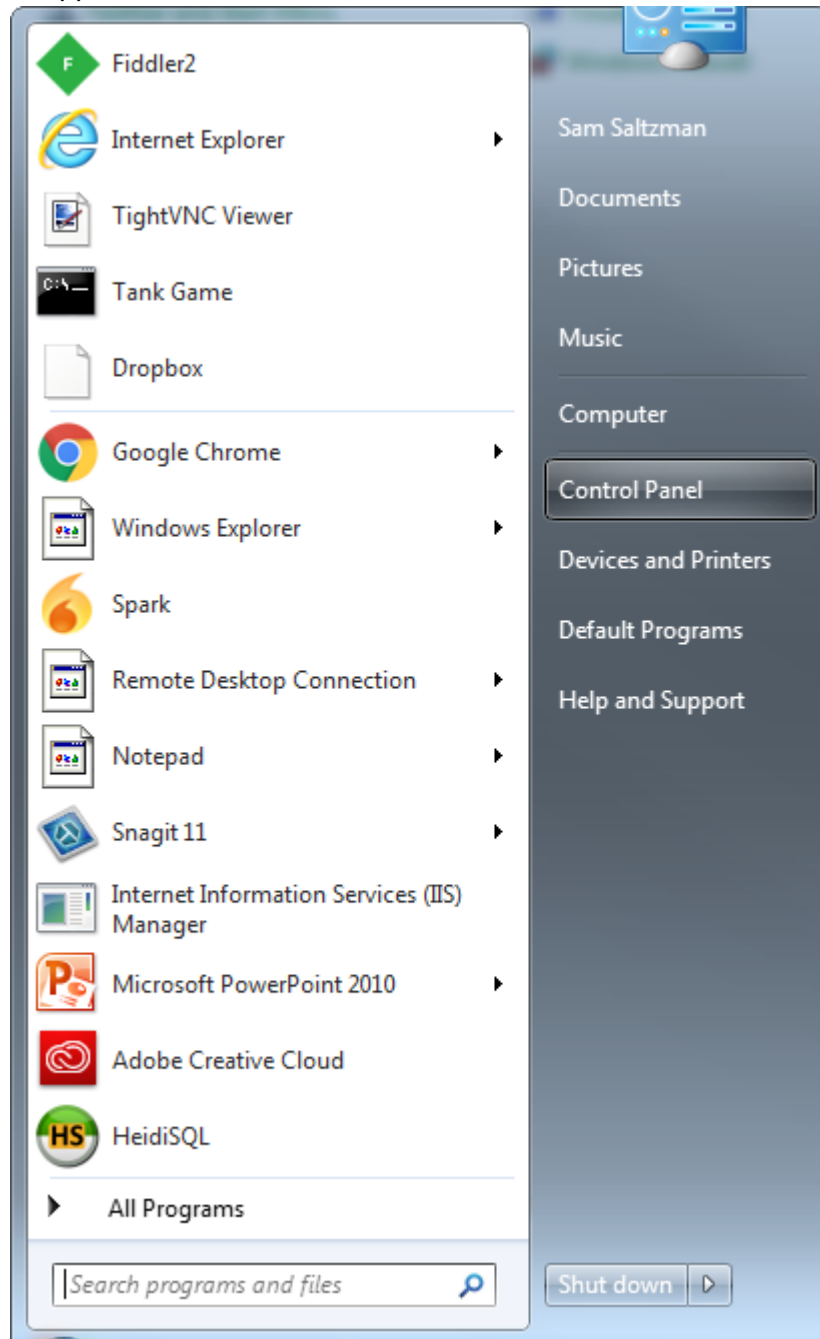 F
Fiddler2
Internet Explorer
TightVNC Viewer
C:\
Tank Game
Dropbox
Google Chrome
Windows Explorer
Spark
Remote Desktop Connection
Notepad
Snagit 11
Internet Information Services (IIS)
Manager
P
Microsoft PowerPoint 2010
Adobe Creative Cloud
HS
HeidiSQL
All Programs
Search programs and files
Sam Saltzman
Documents
Pictures
Music
Computer
Control Panel
Devices and Printers
Default Programs
Help and Support
Shut down